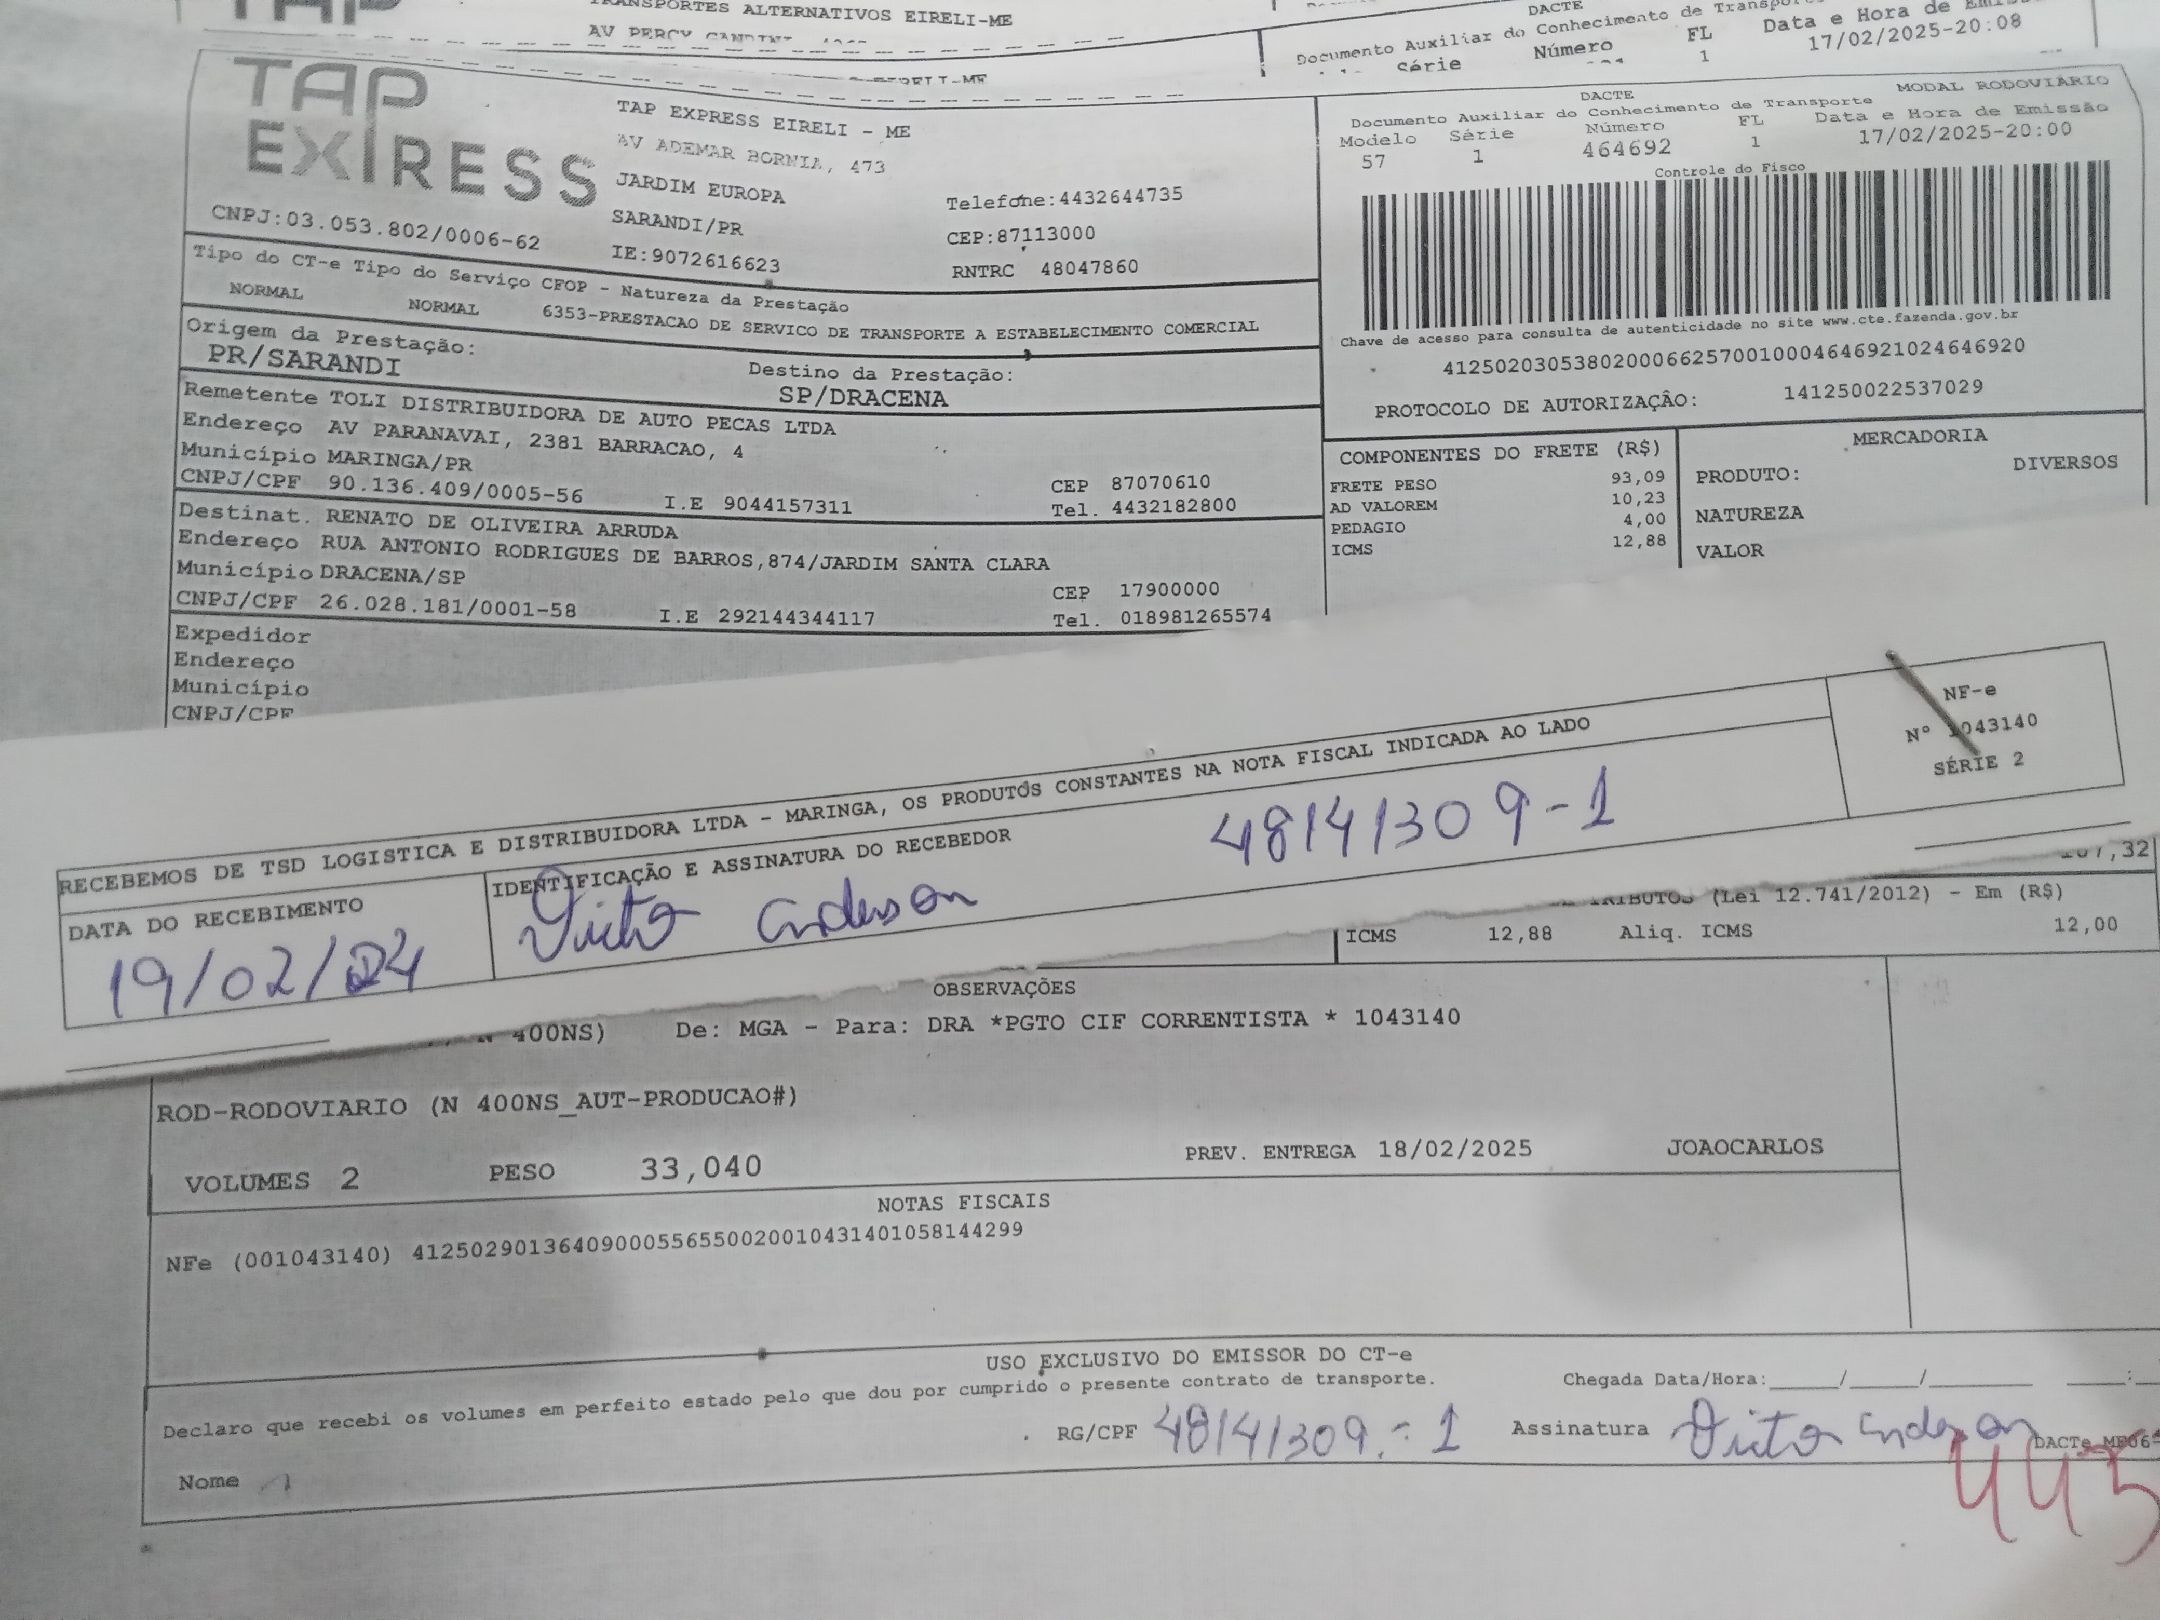 TAP
TRANSPORTES ALTERNATIVOS EIRELI-ME
DACTE
Documento Auxiliar do Conhecimento de
Série Número FL
1
17/02/2025-20:08
TAP
EXPRESS
CNPJ:03.053.802/0006-62
TAP EXPRESS EIRELI - ME
AV ADEMAR BORNIA, 473
JARDIM EUROPA
SARANDI/PR
IE:9072616623
Telefone:4432644735
CEP:87113000
RNTRC 48047860
DACTE MODAL RODOVIÁRIO
Documento Auxiliar do Conhecimento de Transporte
Modelo Série Número FL Data e Hora de Emissão
57 1 464692 1 17/02/2025-20:00
Controle do Fisco
Chave de acesso para consulta de autenticidade no site www.cte.fazenda.gov.br
41250203053802000662570010004646921024646920
PROTOCOLO DE AUTORIZAÇÂO: 141250022537029
Tipo do CT-e Tipo do Serviço CFOP - Natureza da Prestação
NORMAL NORMAL 6353-PRESTACAO DE SERVICO DE TRANSPORTE A ESTABELECIMENTO COMERCIAL
Origem da Prestação: Destino da Prestação:
PR/SARANDI SP/DRACENA
Remetente TOLI DISTRIBUIDORA DE AUTO PECAS LTDA
Endereço AV PARANAVAI, 2381 BARRACAO, 4
Município MARINGA/PR CEP 87070610
CNPJ/CPF 90.136.409/0005-56 I.E 9044157311 Tel. 4432182800
Destinat. RENATO DE OLIVEIRA ARRUDA
Endereço RUA ANTONIO RODRIGUES DE BARROS,874/JARDIM SANTA CLARA
Município DRACENA/SP CEP 17900000
CNPJ/CPF 26.028.181/0001-58 I.E 292144344117 Tel. 018981265574
Expedidor
Endereço
Município
CNPJ/CPF
COMPONENTES DO FRETE (R$)
FRETE PESO 93,09
AD VALOREM 10,23
PEDAGIO 4,00
ICMS 12,88
MERCADORIA
PRODUTO: DIVERSOS
NATUREZA
VALOR
RECEBEMOS DE TSD LOGISTICA E DISTRIBUIDORA LTDA - MARINGA, OS PRODUTOS CONSTANTES NA NOTA FISCAL INDICADA AO LADO
NF-e
Nº 1043140
SÉRIE 2
DATA DO RECEBIMENTO IDENTIFICAÇÃO E ASSINATURA DO RECEBEDOR
19/02/24 48141309-1
(Lei 12.741/2012) - Em (R$)
ICMS 12,88 Aliq. ICMS 12,00
OBSERVAÇÕES
400NS) De: MGA - Para: DRA *PGTO CIF CORRENTISTA * 1043140
ROD-RODOVIARIO (N 400NS_AUT-PRODUCAO#)
VOLUMES 2 PESO 33,040 PREV. ENTREGA 18/02/2025 JOAOCARLOS
NOTAS FISCAIS
NFe (001043140) 41250290136409000556550020010431401058144299
USO EXCLUSIVO DO EMISSOR DO CT-e
Declaro que recebi os volumes em perfeito estado pelo que dou por cumprido o presente contrato de transporte. Chegada Data/Hora:____/____/______ ____:
RG/CPF 48141309-1 Assinatura
Nome
445